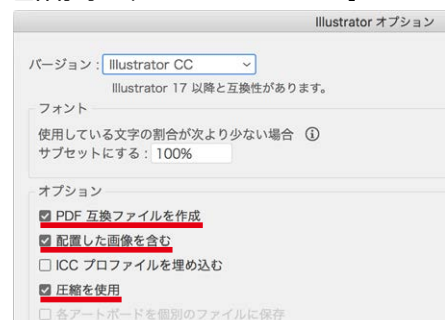 Illustrator オプション
バージョン : Illustrator CC
Illustrator 17 以降と互換性があります。
フォント
使用している文字の割合が次より少ない場合 ⓘ
サブセットにする : 100%
オプション
PDF 互換ファイルを作成
配置した画像を含む
ICC プロファイルを埋め込む
圧縮を使用
各アートボードを個別のファイルに保存